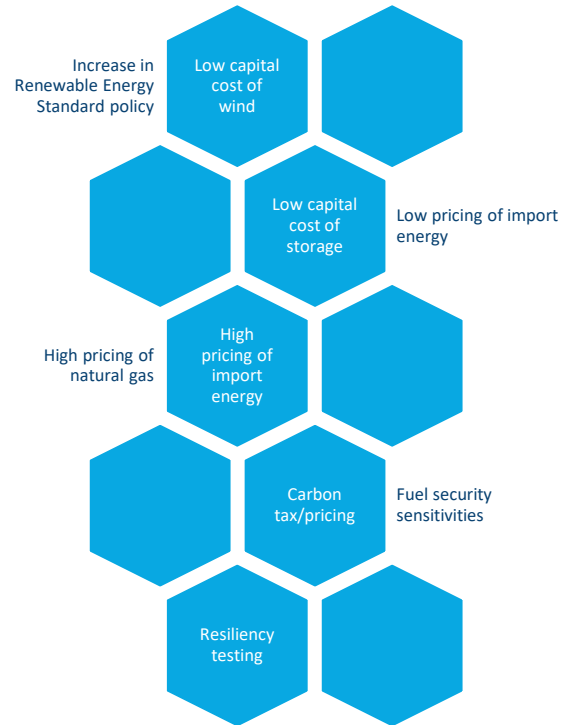 Increase in
Renewable Energy
Standard policy
Low capital
cost of
wind
Low capital
cost of
storage
Low pricing of import
energy
High pricing of
natural gas
High
pricing of
import
energy
Carbon
tax/pricing
Fuel security
sensitivities
Resiliency
testing